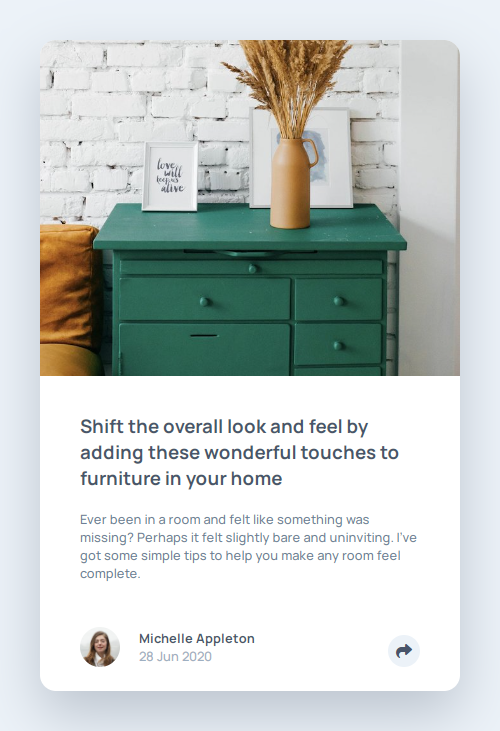 love
will
keep us
alive
Shift the overall look and feel by
adding these wonderful touches to
furniture in your home
Ever been in a room and felt like something was
missing? Perhaps it felt slightly bare and uninviting. I've
got some simple tips to help you make any room feel
complete.
Michelle Appleton
28 Jun 2020